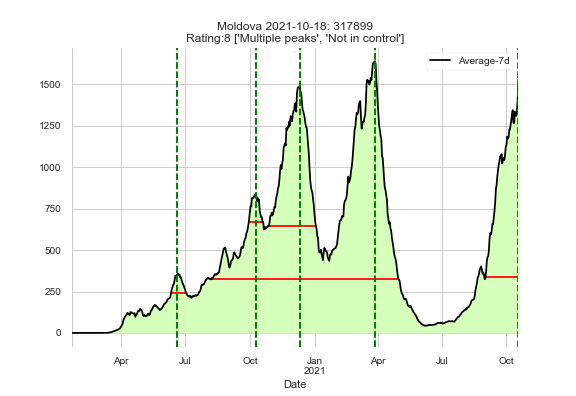 Moldova 2021-10-18: 317899
Rating:8 ['Multiple peaks', 'Not in control']
Average-7d
1500
1250
1000
750
500
250
0
Apr Jul Oct Jan Apr Jul Oct
2021
Date